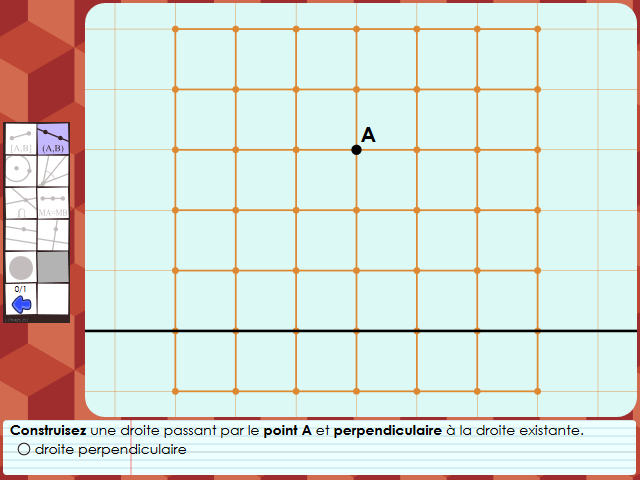 A
[A,B] (A,B)
∩ MA=MB
0/1
Construisez une droite passant par le point A et perpendiculaire à la droite existante.
droite perpendiculaire